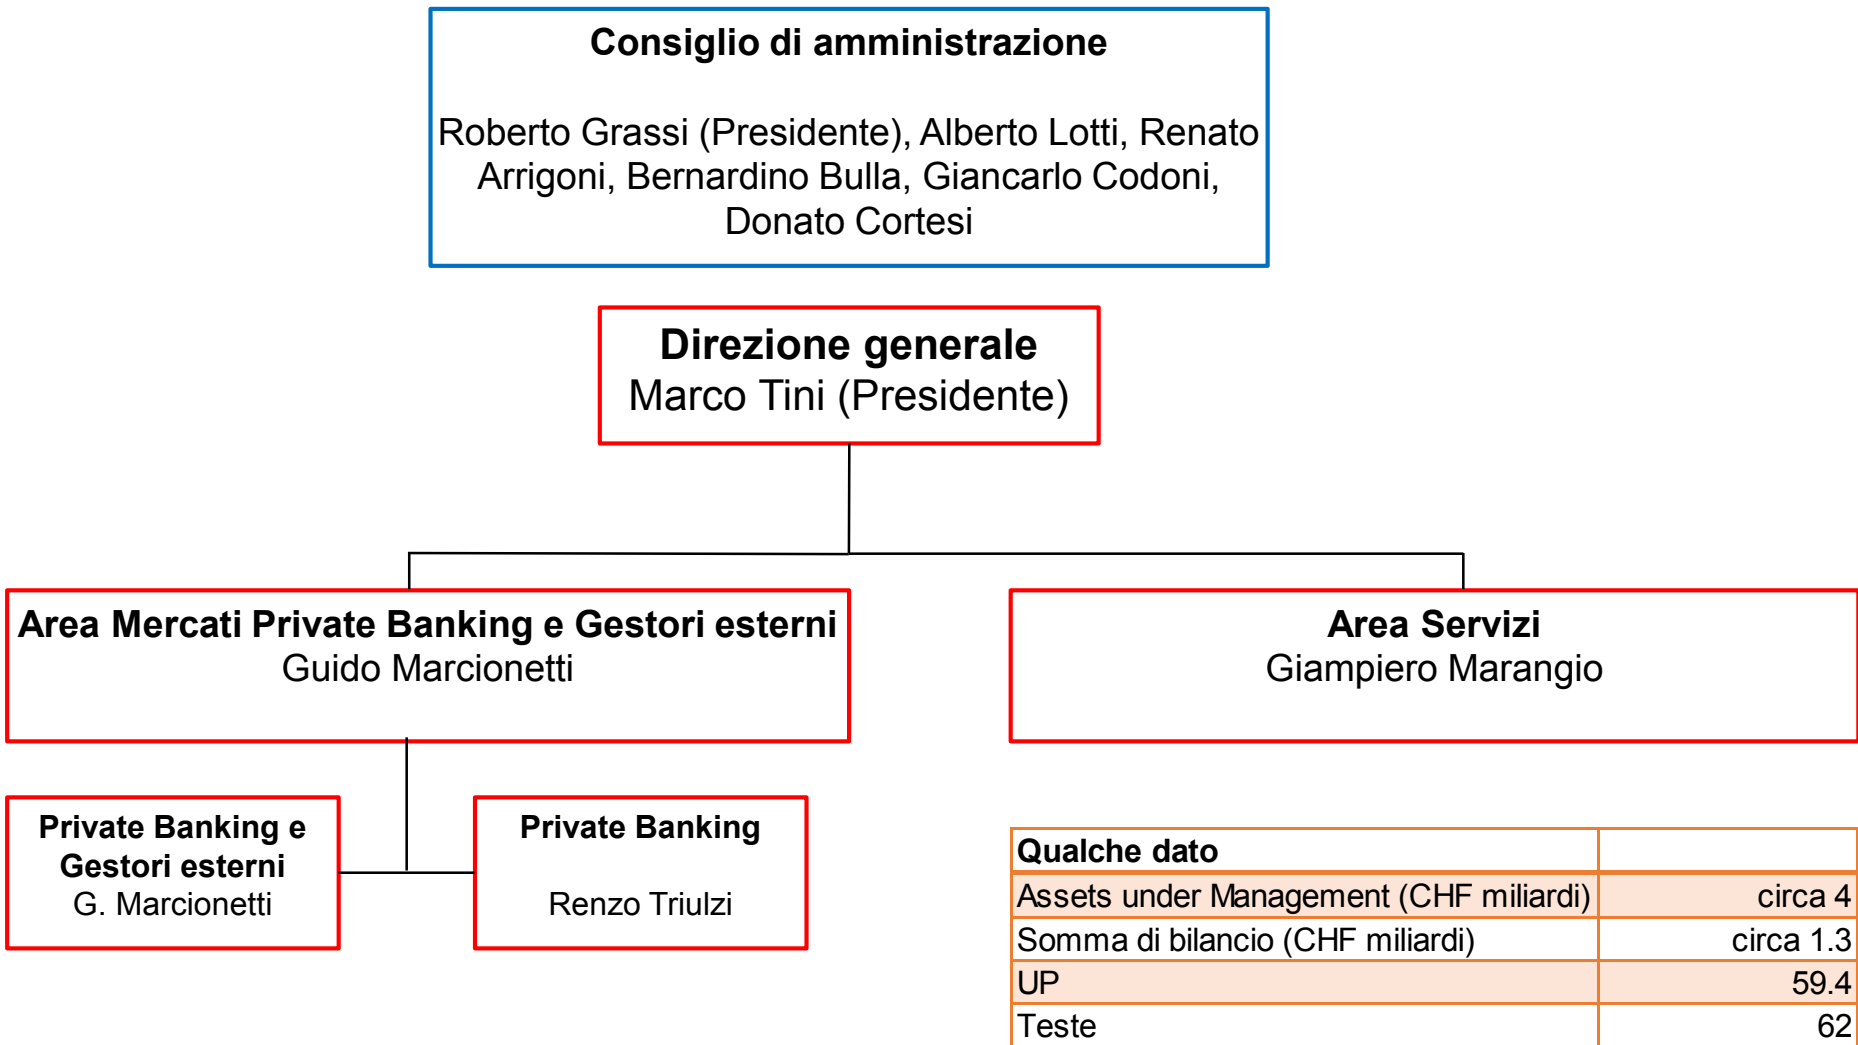 Consiglio di amministrazione
Roberto Grassi (Presidente), Alberto Lotti, Renato
Arrigoni, Bernardino Bulla, Giancarlo Codoni,
Donato Cortesi
Direzione generale
Marco Tini (Presidente)
Area Mercati Private Banking e Gestori esterni
Guido Marcionetti
Area Servizi
Giampiero Marangio
Private Banking e
Gestori esterni
G. Marcionetti
Private Banking
Renzo Triulzi
Qualche dato
Assets under Management (CHF miliardi) circa 4
Somma di bilancio (CHF miliardi) circa 1.3
UP 59.4
Teste 62